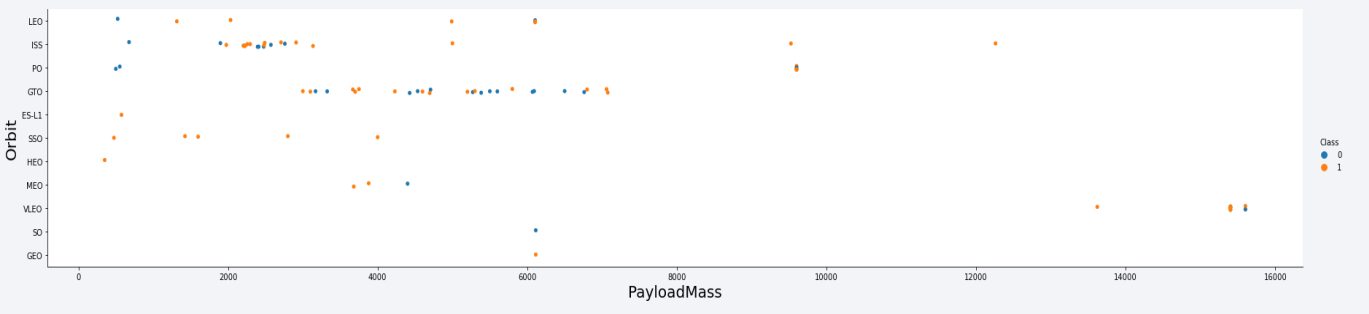 LEO
ISS
PO
GTO
ES-L1
SSO
HEO
MEO
VLEO
SO
GEO
Orbit
0 2000 4000 6000 8000 10000 12000 14000 16000
PayloadMass
Class
0
1